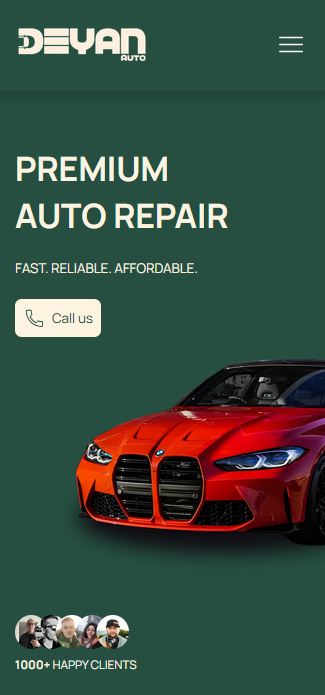 DEYAN
AUTO
PREMIUM
AUTO REPAIR
FAST. RELIABLE. AFFORDABLE.
Call us
1000+ HAPPY CLIENTS